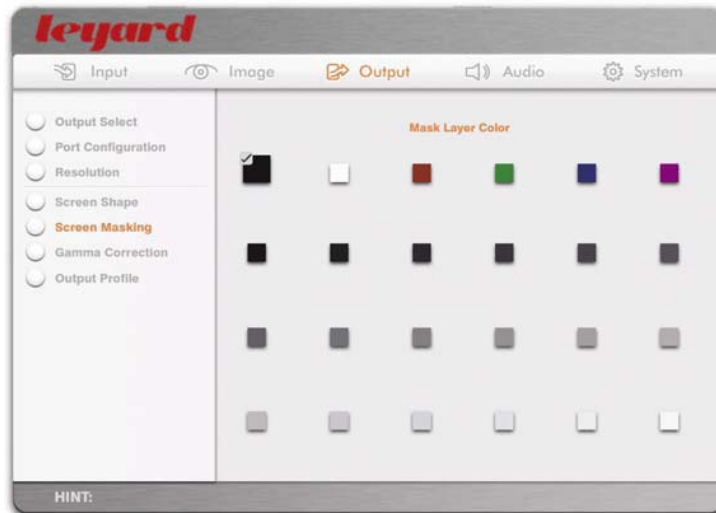 leyard
Input Image Output Audio System
Output Select
Port Configuration
Resolution
Screen Shape
Screen Masking
Gamma Correction
Output Profile
Mask Layer Color
HINT: